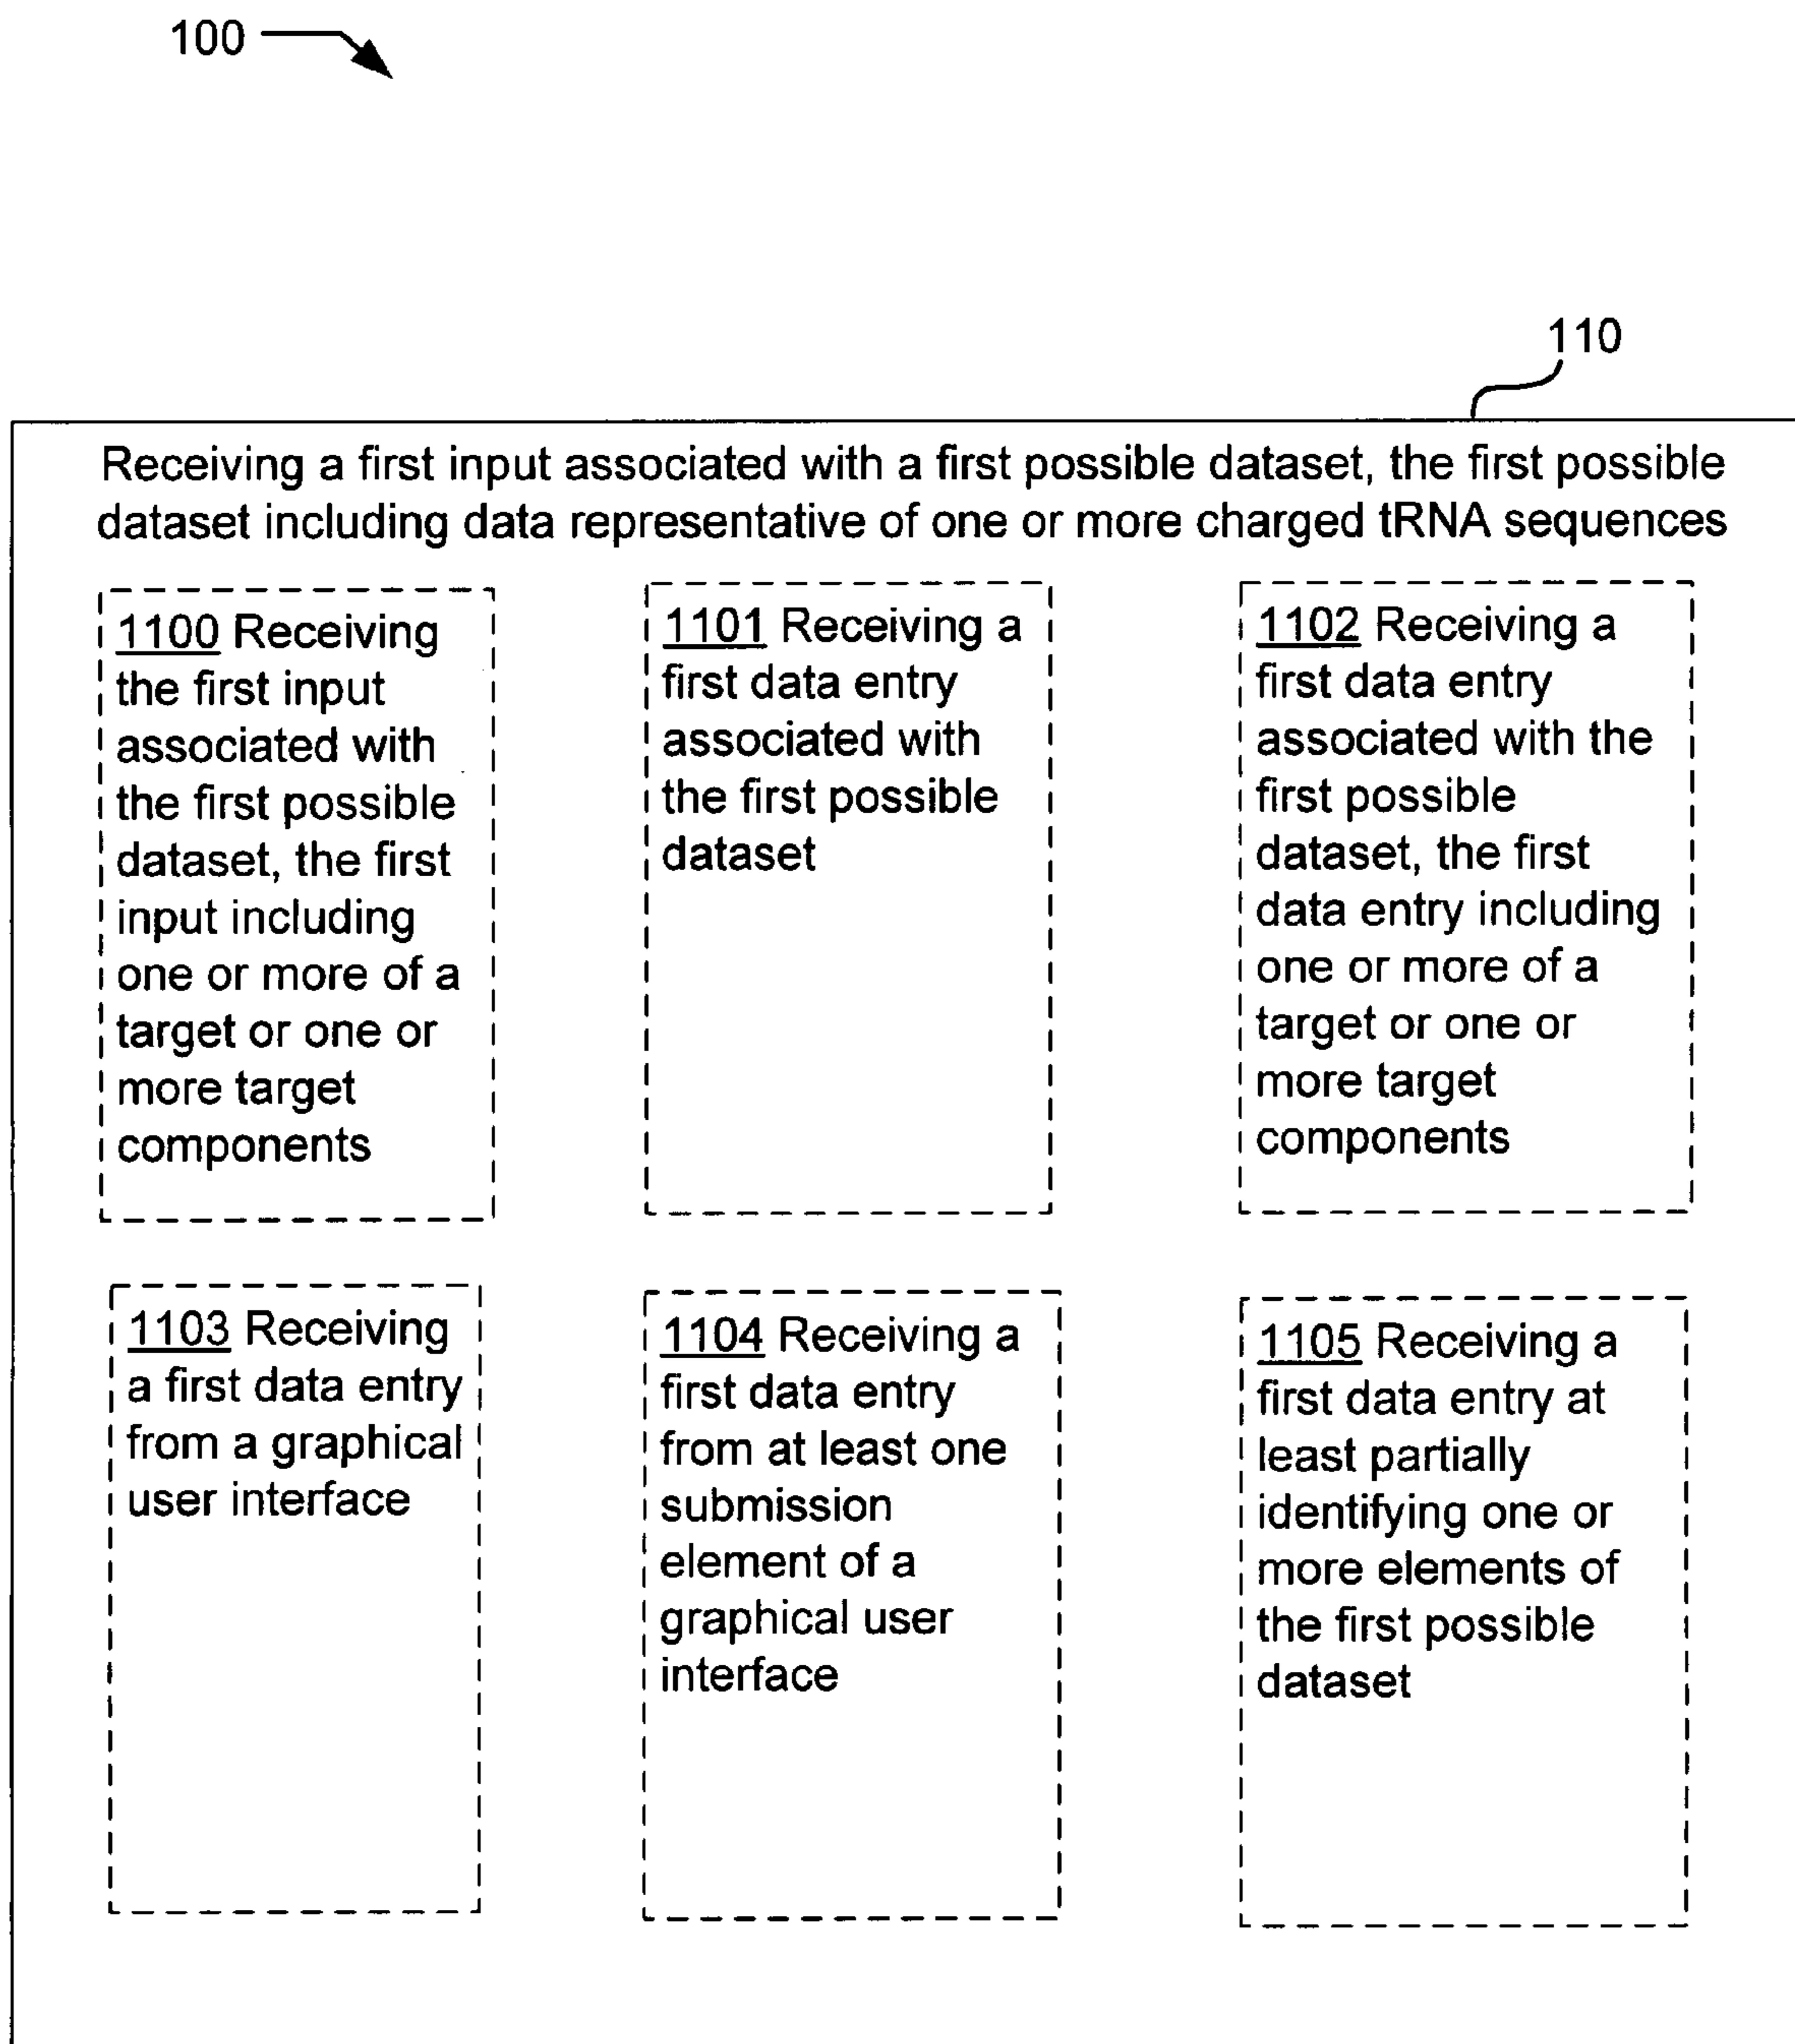 100
110
Receiving a first input associated with a first possible dataset, the first possible
dataset including data representative of one or more charged tRNA sequences
1100 Receiving
the first input
associated with
the first possible
dataset, the first
input including
one or more of a
target or one or
more target
components
1101 Receiving a
first data entry
associated with
the first possible
dataset
1102 Receiving a
first data entry
associated with the
first possible
dataset, the first
data entry including
one or more of a
target or one or
more target
components
1103 Receiving
a first data entry
from a graphical
user interface
1104 Receiving a
first data entry
from at least one
submission
element of a
graphical user
interface
1105 Receiving a
first data entry at
least partially
identifying one or
more elements of
the first possible
dataset